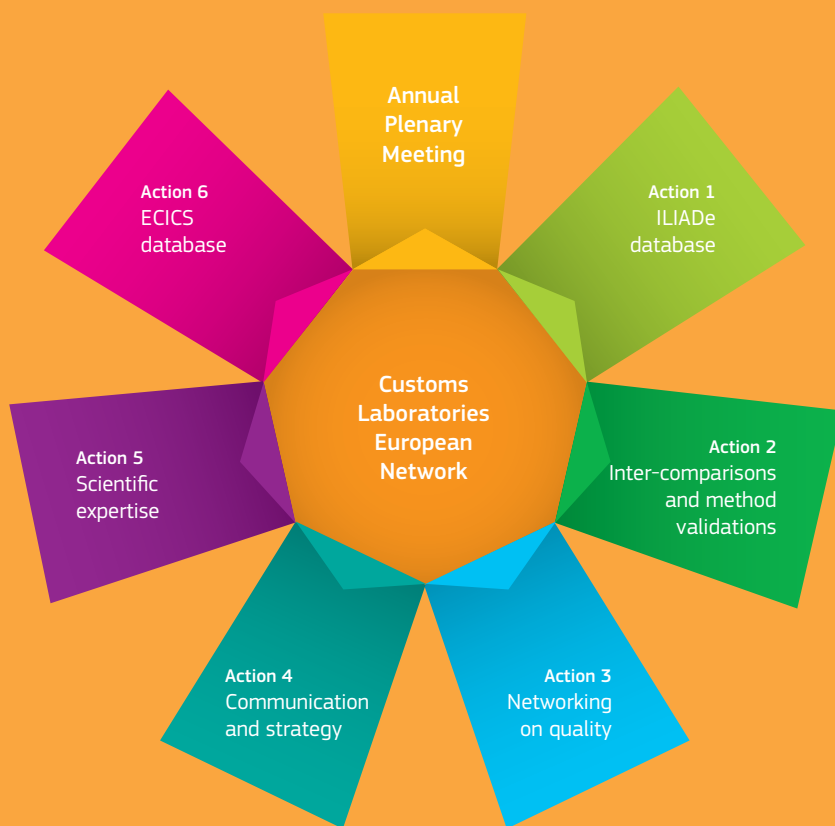 Annual
Plenary
Meeting
Action 1
ILIADe
database
Action 2
Inter-comparisons
and method
validations
Action 3
Networking
on quality
Action 4
Communication
and strategy
Action 5
Scientific
expertise
Action 6
ECICS
database
Customs
Laboratories
European
Network